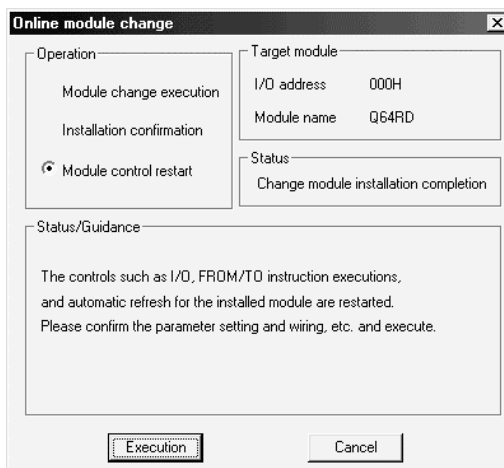 Online module change
Operation
Module change execution
Installation confirmation
Module control restart
Target module
I/O address 000H
Module name Q64RD
Status
Change module installation completion
Status/Guidance
The controls such as I/O, FROM/TO instruction executions,
and automatic refresh for the installed module are restarted.
Please confirm the parameter setting and wiring, etc. and execute.
Execution Cancel